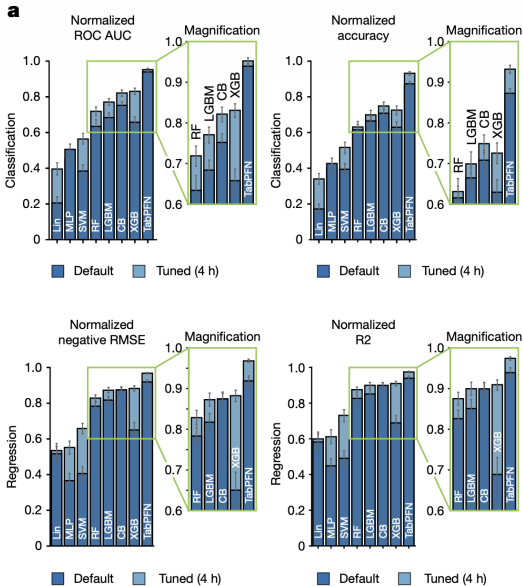 a
Normalized
ROC AUC
Magnification
Classification
1.0
0.8
0.6
0.4
0.2
0
Lin
MLP
SVM
RF
LGBM
CB
XGB
TabPFN
1.0
0.9
0.8
0.7
0.6
RF
LGBM
CB
XGB
TabPFN
Default
Tuned (4 h)
Normalized
accuracy
Magnification
Classification
1.0
0.8
0.6
0.4
0.2
0
Lin
MLP
SVM
RF
LGBM
CB
XGB
TabPFN
1.0
0.9
0.8
0.7
0.6
RF
LGBM
CB
XGB
TabPFN
Default
Tuned (4 h)
Normalized
negative RMSE
Magnification
Regression
1.0
0.8
0.6
0.4
0.2
0
Lin
MLP
SVM
RF
LGBM
CB
XGB
TabPFN
1.0
0.9
0.8
0.7
0.6
RF
LGBM
CB
XGB
TabPFN
Default
Tuned (4 h)
Normalized
R2
Magnification
Regression
1.0
0.8
0.6
0.4
0.2
0
Lin
MLP
SVM
RF
LGBM
CB
XGB
TabPFN
1.0
0.9
0.8
0.7
0.6
RF
LGBM
CB
XGB
TabPFN
Default
Tuned (4 h)